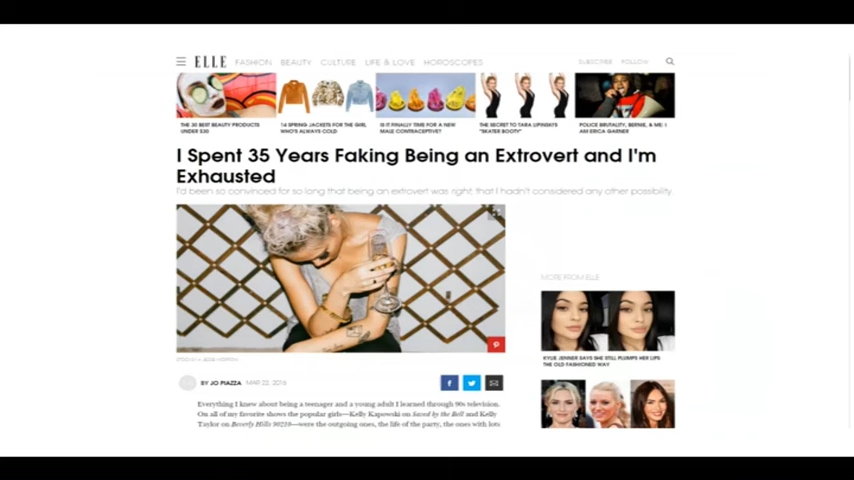 ELLE FASHION BEAUTY CULTURE LIFE & LOVE HOROSCOPES SUBSCRIBE FOLLOW
THE 30 BEST BEAUTY PRODUCTS
UNDER $30
14 SPRING JACKETS FOR THE GIRL
WHO'S ALWAYS COLD
IS IT FINALLY TIME FOR A NEW
MALE CONTRACEPTIVE?
THE SECRET TO TARA LIPINSKI'S
"SKATER BOOTY"
POLICE BRUTALITY, BERNIE, & ME: I
AM ERICA GARNER
I Spent 35 Years Faking Being an Extrovert and I'm
Exhausted
I'd been so convinced for so long that being an extrovert was right, that I hadn't considered any other possibility.
MORE FROM ELLE
KYLIE JENNER SAYS SHE STILL PLUMPS HER LIPS
THE OLD FASHIONED WAY
BY JO PIAZZA MAR 22, 2016
Everything I knew about being a teenager and a young adult I learned through 90s television.
On all of my favorite shows the popular girls—Kelly Kapowski on Saved by the Bell and Kelly
Taylor on Beverly Hills 90210—were the outgoing ones, the life of the party, the ones with lots